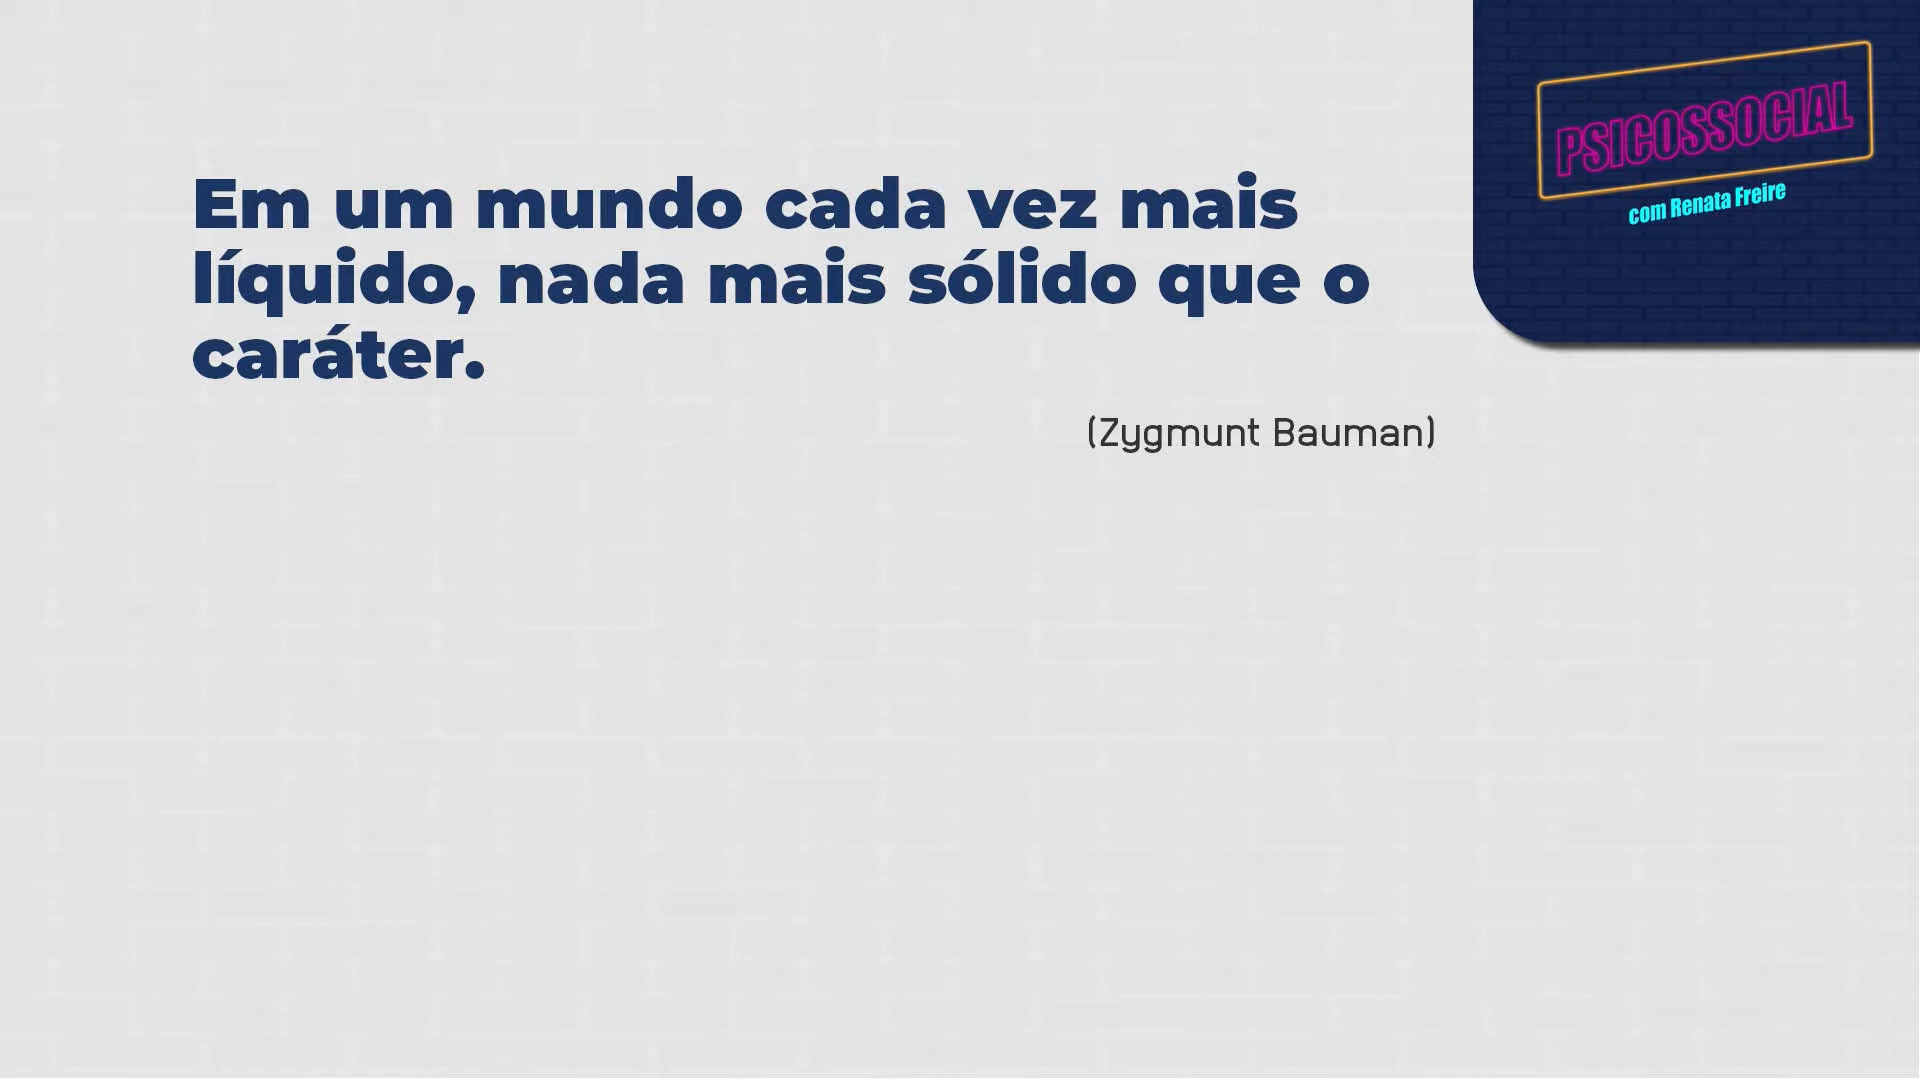 Em um mundo cada vez mais
líquido, nada mais sólido que o
caráter.
(Zygmunt Bauman)
PSICOSSOCIAL
com Renata Freire